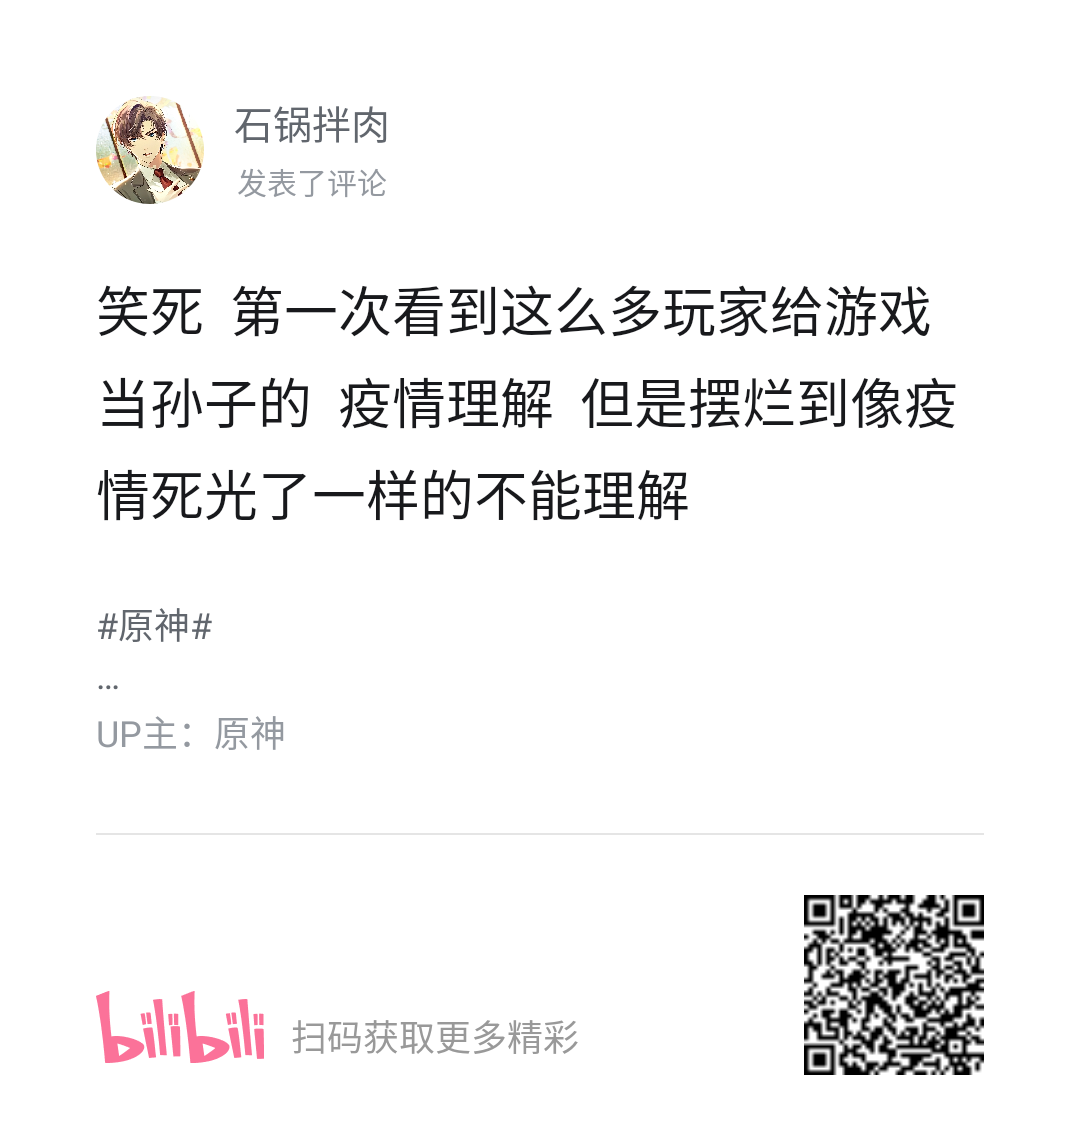 石锅拌肉
发表了评论
笑死 第一次看到这么多玩家给游戏
当孙子的 疫情理解 但是摆烂到像疫
情死光了一样的不能理解
#原神#
...
UP主：原神
bilibili 扫码获取更多精彩